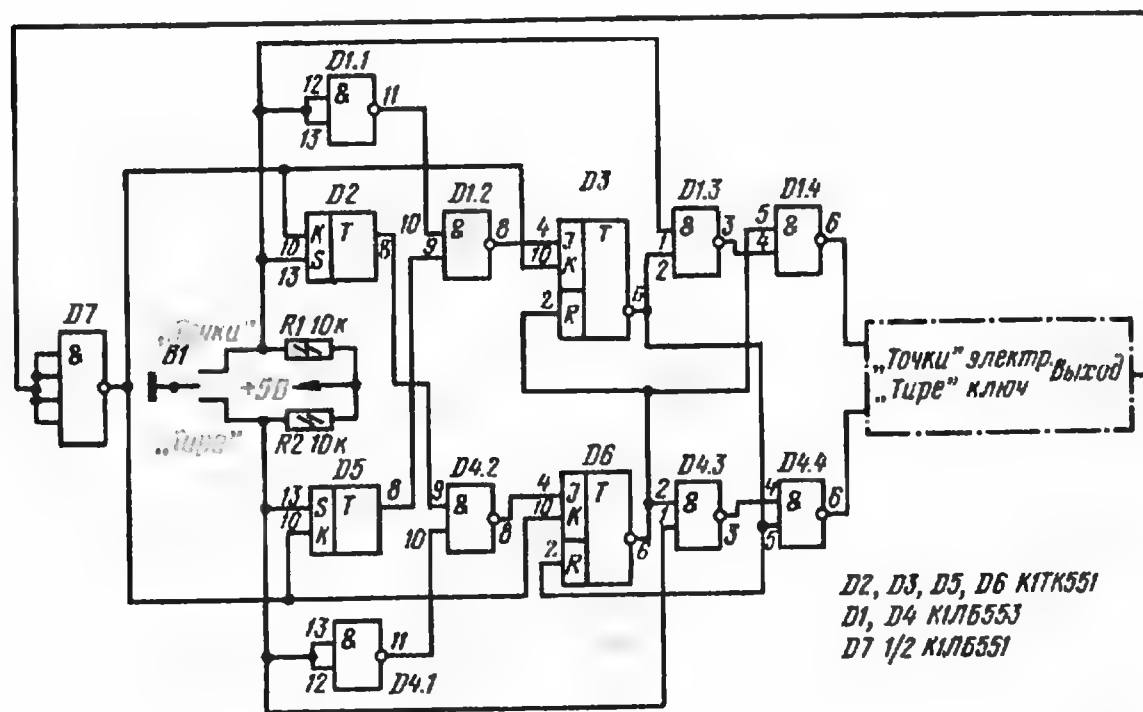 D1.1
12
&
11
13
D2
D1.2
D3
D1.3
D1.4
10
К
Т
8
13
S
10
&
8
9
4
J
Т
10
К
2
R
6
1
&
3
2
5
&
6
4
D7
&
"Точки"
В1
R1 10к
+5В
R2 10к
"Тире"
"Точки" электр.
"Тире" ключ
Выход
D5
D4.2
D6
D4.3
D4.4
13
S
Т
8
10
К
9
&
8
10
4
J
Т
10
К
2
R
6
2
&
1
3
4
&
6
5
13
&
11
12
D4.1
D2, D3, D5, D6 К1ТК551
D1, D4 К1ЛБ553
D7 1/2 К1ЛБ551